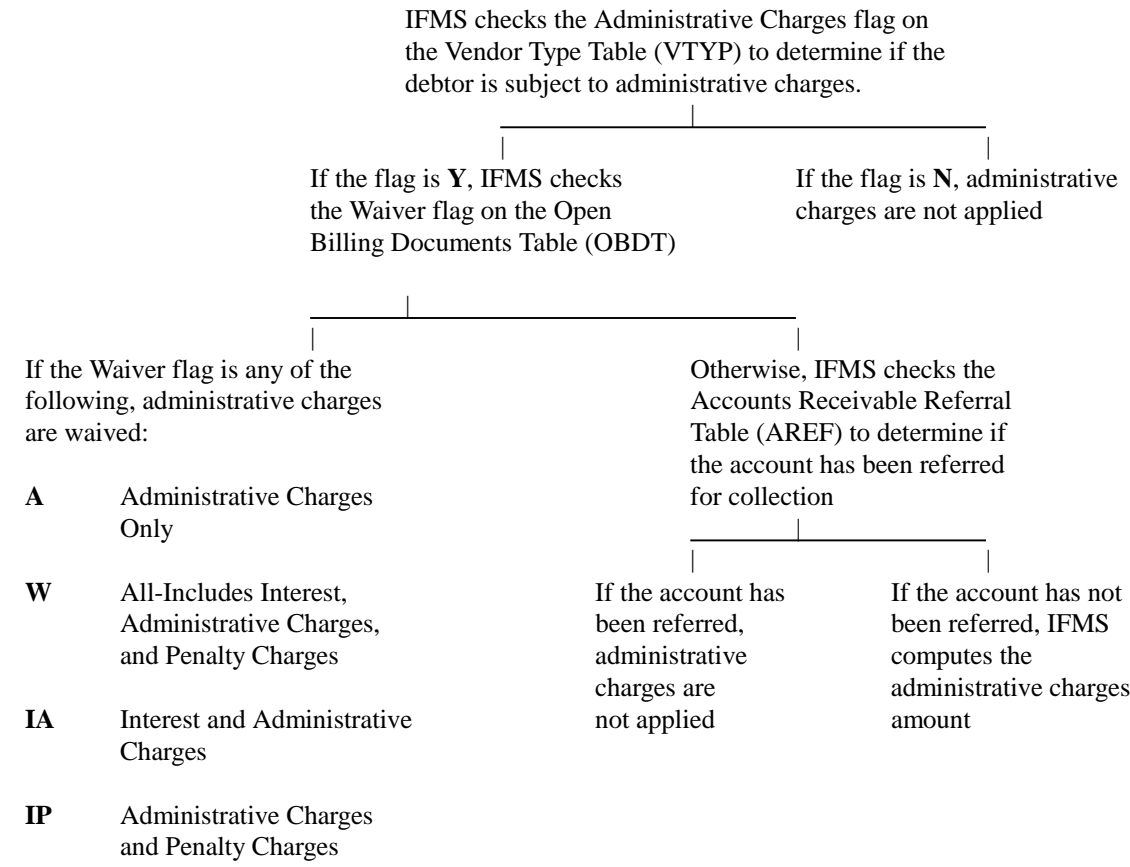 IFMS checks the Administrative Charges flag on
the Vendor Type Table (VTYP) to determine if the
debtor is subject to administrative charges.
If the flag is Y, IFMS checks
the Waiver flag on the Open
Billing Documents Table (OBDT)
If the flag is N, administrative
charges are not applied
If the Waiver flag is any of the
following, administrative charges
are waived:
A Administrative Charges
Only
W All-Includes Interest,
Administrative Charges,
and Penalty Charges
IA Interest and Administrative
Charges
IP Administrative Charges
and Penalty Charges
Otherwise, IFMS checks the
Accounts Receivable Referral
Table (AREF) to determine if
the account has been referred
for collection
If the account has
been referred,
administrative
charges are
not applied
If the account has not
been referred, IFMS
computes the
administrative charges
amount